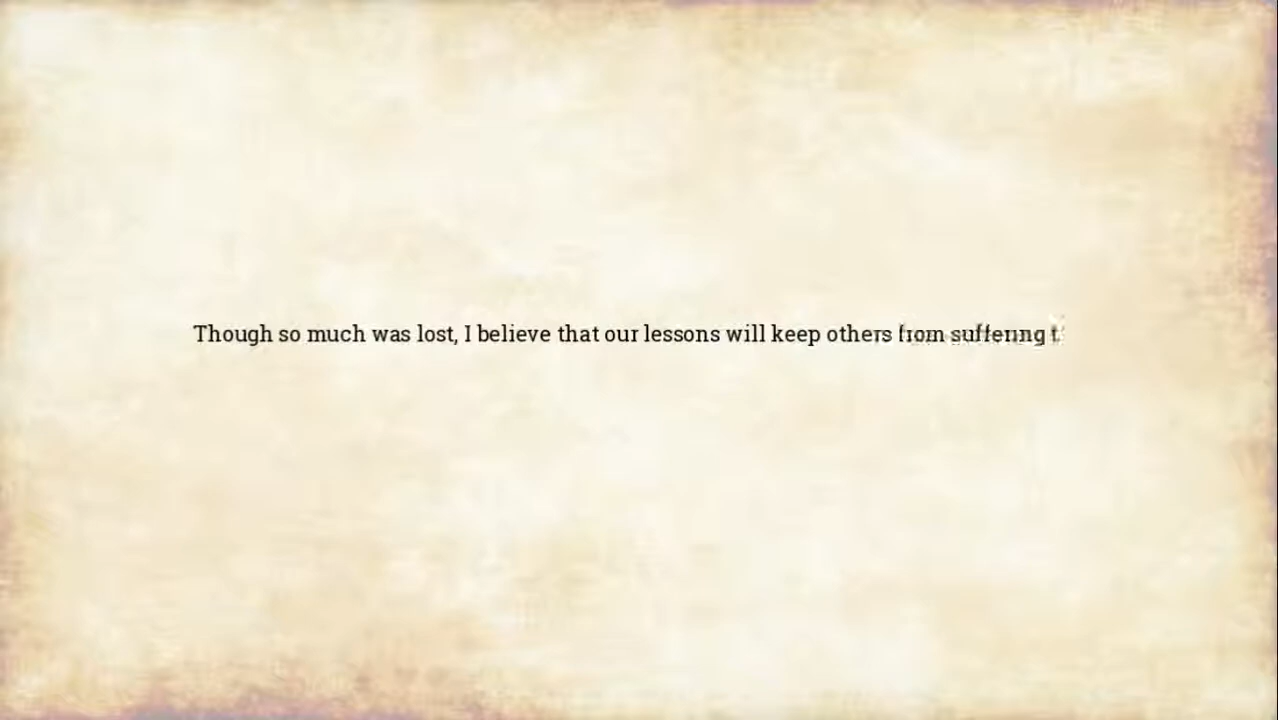 Though so much was lost, I believe that our lessons will keep others from suffering